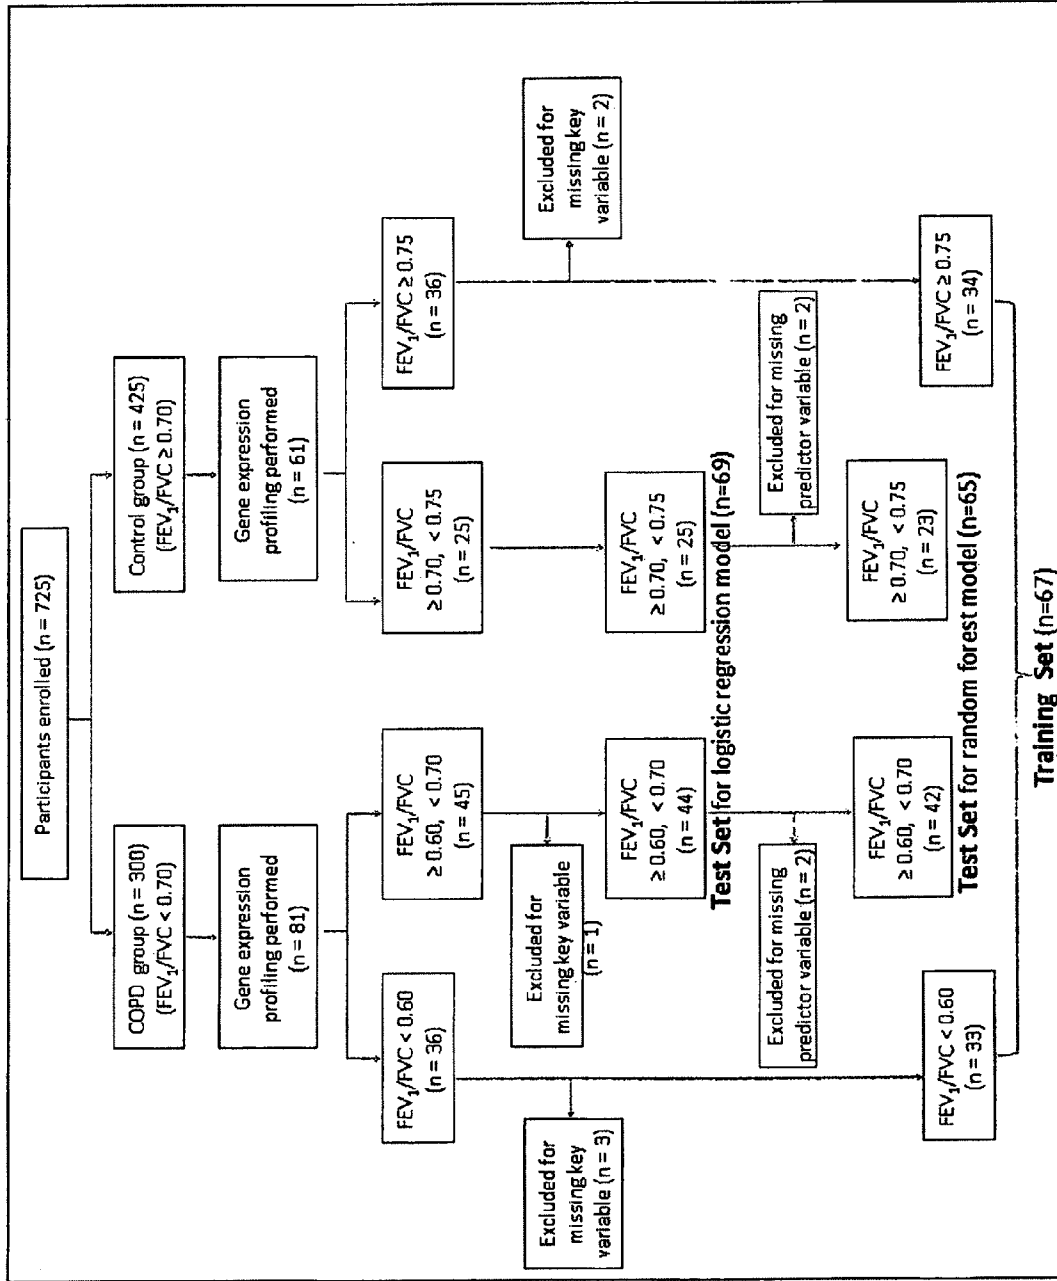 Participants enrolled (n = 725)
COPD group (n = 300)
(FEV₁/FVC < 0.70)
Control group (n = 425)
(FEV₁/FVC ≥ 0.70)
Gene expression
profiling performed
(n = 81)
Gene expression
profiling performed
(n = 61)
FEV₁/FVC < 0.60
(n = 36)
FEV₁/FVC
≥ 0.60, < 0.70
(n = 45)
FEV₁/FVC
≥ 0.70, < 0.75
(n = 25)
FEV₁/FVC ≥ 0.75
(n = 36)
Excluded for
missing key
variable (n = 3)
Excluded for
missing key variable
(n = 1)
Excluded for
missing key
variable (n = 2)
FEV₁/FVC
≥ 0.60, < 0.70
(n = 44)
FEV₁/FVC
≥ 0.70, < 0.75
(n = 25)
Test Set for logistic regression model (n=69)
Excluded for missing
predictor variable (n = 2)
Excluded for missing
predictor variable (n = 2)
FEV₁/FVC < 0.60
(n = 33)
FEV₁/FVC
≥ 0.60, < 0.70
(n = 42)
FEV₁/FVC
≥ 0.70, < 0.75
(n = 23)
FEV₁/FVC ≥ 0.75
(n = 34)
Test Set for random forest model (n=65)
Training Set (n=67)